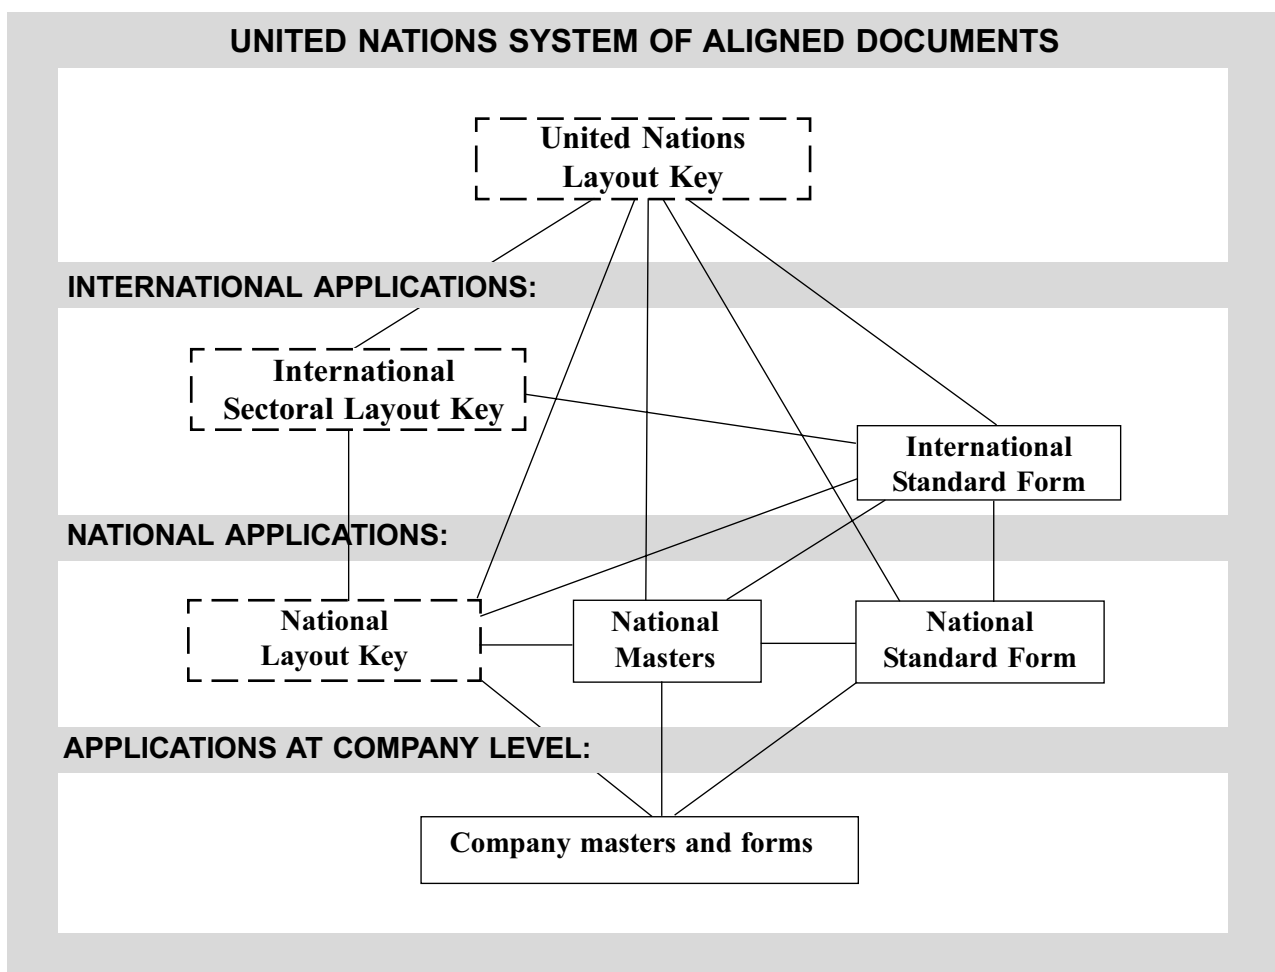 UNITED NATIONS SYSTEM OF ALIGNED DOCUMENTS
United Nations
Layout Key
INTERNATIONAL APPLICATIONS:
International
Sectoral Layout Key
International
Standard Form
NATIONAL APPLICATIONS:
National
Layout Key
National
Masters
National
Standard Form
APPLICATIONS AT COMPANY LEVEL:
Company masters and forms